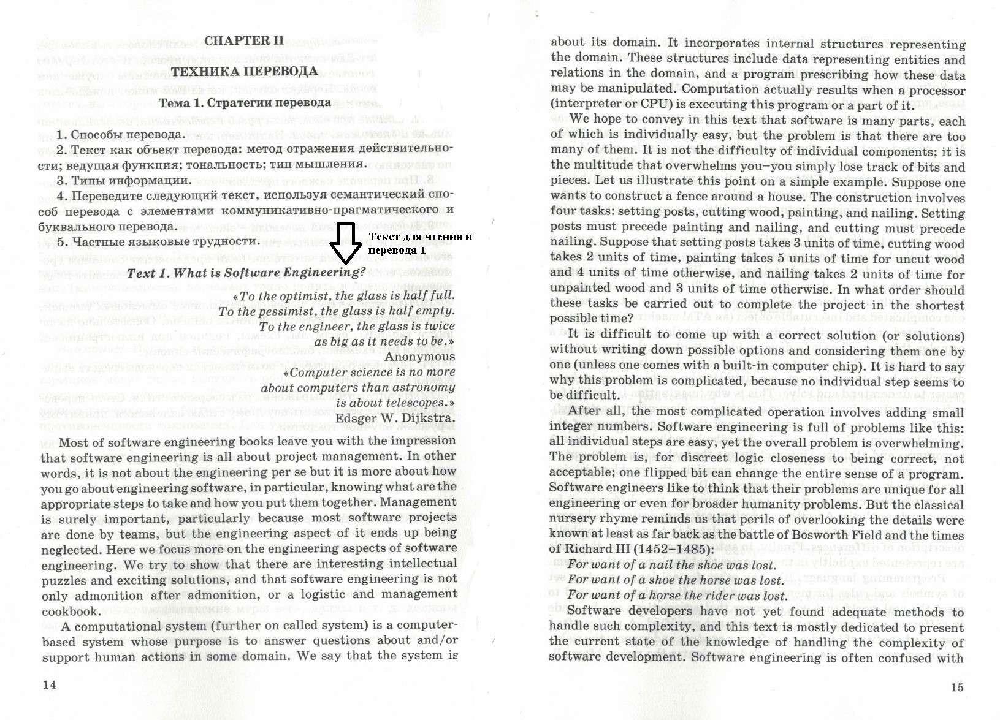 CHAPTER II
ТЕХНИКА ПЕРЕВОДА
Тема 1. Стратегии перевода
1. Способы перевода.
2. Текст как объект перевода: метод отражения действительно-
сти; ведущая функция; тональность; тип мышления.
3. Типы информации.
4. Переведите следующий текст, используя семантический спо-
соб перевода с элементами коммуникативно-прагматического и
буквального перевода.
5. Частные языковые трудности.
Текст для чтения и
перевода 1
Text 1. What is Software Engineering?
«To the optimist, the glass is half full.
To the pessimist, the glass is half empty.
To the engineer, the glass is twice
as big as it needs to be.»
Anonymous
«Computer science is no more
about computers than astronomy
is about telescopes.»
Edsger W. Dijkstra.
Most of software engineering books leave you with the impression
that software engineering is all about project management. In other
words, it is not about the engineering per se but it is more about how
you go about engineering software, in particular, knowing what are the
appropriate steps to take and how you put them together. Management
is surely important, particularly because most software projects
are done by teams, but the engineering aspect of it ends up being
neglected. Here we focus more on the engineering aspects of software
engineering. We try to show that there are interesting intellectual
puzzles and exciting solutions, and that software engineering is not
only admonition after admonition, or a logistic and management
cookbook.
A computational system (further on called system) is a computer-
based system whose purpose is to answer questions about and/or
support human actions in some domain. We say that the system is
14
about its domain. It incorporates internal structures representing
the domain. These structures include data representing entities and
relations in the domain, and a program prescribing how these data
may be manipulated. Computation actually results when a processor
(interpreter or CPU) is executing this program or a part of it.
We hope to convey in this text that software is many parts, each
of which is individually easy, but the problem is that there are too
many of them. It is not the difficulty of individual components; it is
the multitude that overwhelms you–you simply lose track of bits and
pieces. Let us illustrate this point on a simple example. Suppose one
wants to construct a fence around a house. The construction involves
four tasks: setting posts, cutting wood, painting, and nailing. Setting
posts must precede painting and nailing, and cutting must precede
nailing. Suppose that setting posts takes 3 units of time, cutting wood
takes 2 units of time, painting takes 5 units of time for uncut wood
and 4 units of time otherwise, and nailing takes 2 units of time for
unpainted wood and 3 units of time otherwise. In what order should
these tasks be carried out to complete the project in the shortest
possible time?
It is difficult to come up with a correct solution (or solutions)
without writing down possible options and considering them one by
one (unless one comes with a built-in computer chip). It is hard to say
why this problem is complicated, because no individual step seems to
be difficult.
After all, the most complicated operation involves adding small
integer numbers. Software engineering is full of problems like this:
all individual steps are easy, yet the overall problem is overwhelming.
The problem is, for discreet logic closeness to being correct, not
acceptable; one flipped bit can change the entire sense of a program.
Software engineers like to think that their problems are unique for all
engineering or even for broader humanity problems. But the classical
nursery rhyme reminds us that perils of overlooking the details were
known at least as far back as the battle of Bosworth Field and the times
of Richard III (1452–1485):
For want of a nail the shoe was lost.
For want of a shoe the horse was lost.
For want of a horse the rider was lost.
Software developers have not yet found adequate methods to
handle such complexity, and this text is mostly dedicated to present
the current state of the knowledge of handling the complexity of
software development. Software engineering is often confused with
15